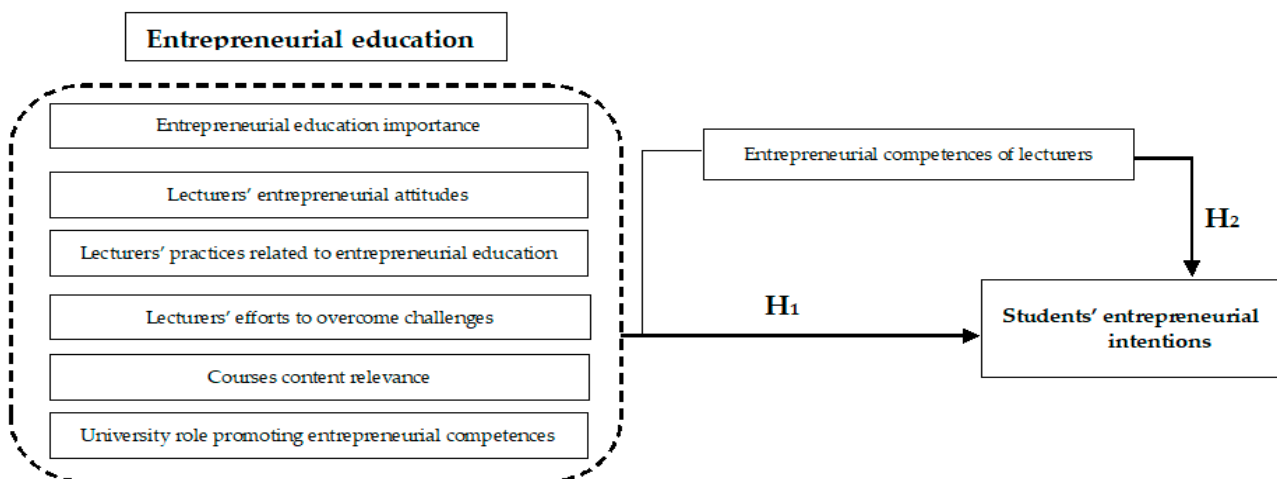 Entrepreneurial education
Entrepreneurial education importance
Lecturers’ entrepreneurial attitudes
Lecturers’ practices related to entrepreneurial education
Lecturers’ efforts to overcome challenges
Courses content relevance
University role promoting entrepreneurial competences
Entrepreneurial competences of lecturers
H1
H2
Students’ entrepreneurial
intentions